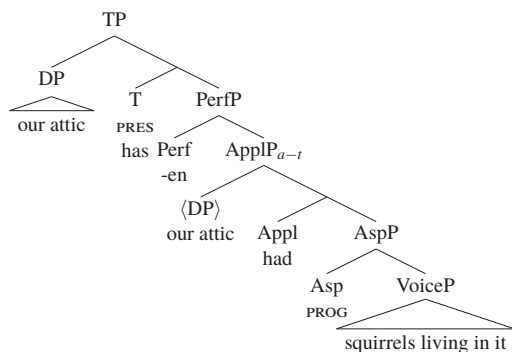 TP
DP
T PerfP
our attic
PRES
has Perf ApplP_{a−t}
-en
⟨DP⟩
our attic Appl AspP
had
Asp VoiceP
PROG
squirrels living in it